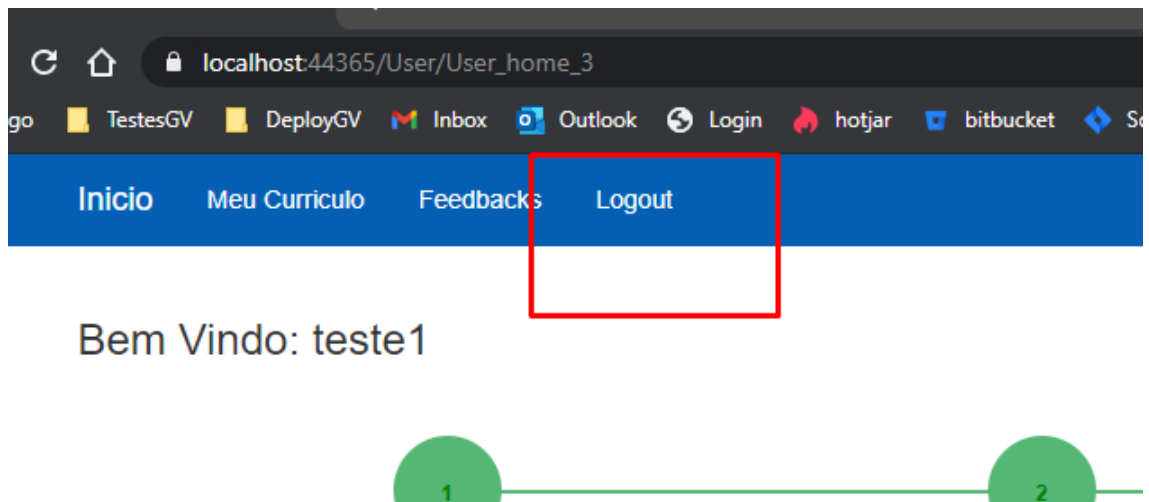 localhost:44365/User/User_home_3
go TestesGV DeployGV Inbox Outlook Login hotjar bitbucket Sc
Inicio Meu Curriculo Feedbacks Logout
Bem Vindo: teste1
1 2